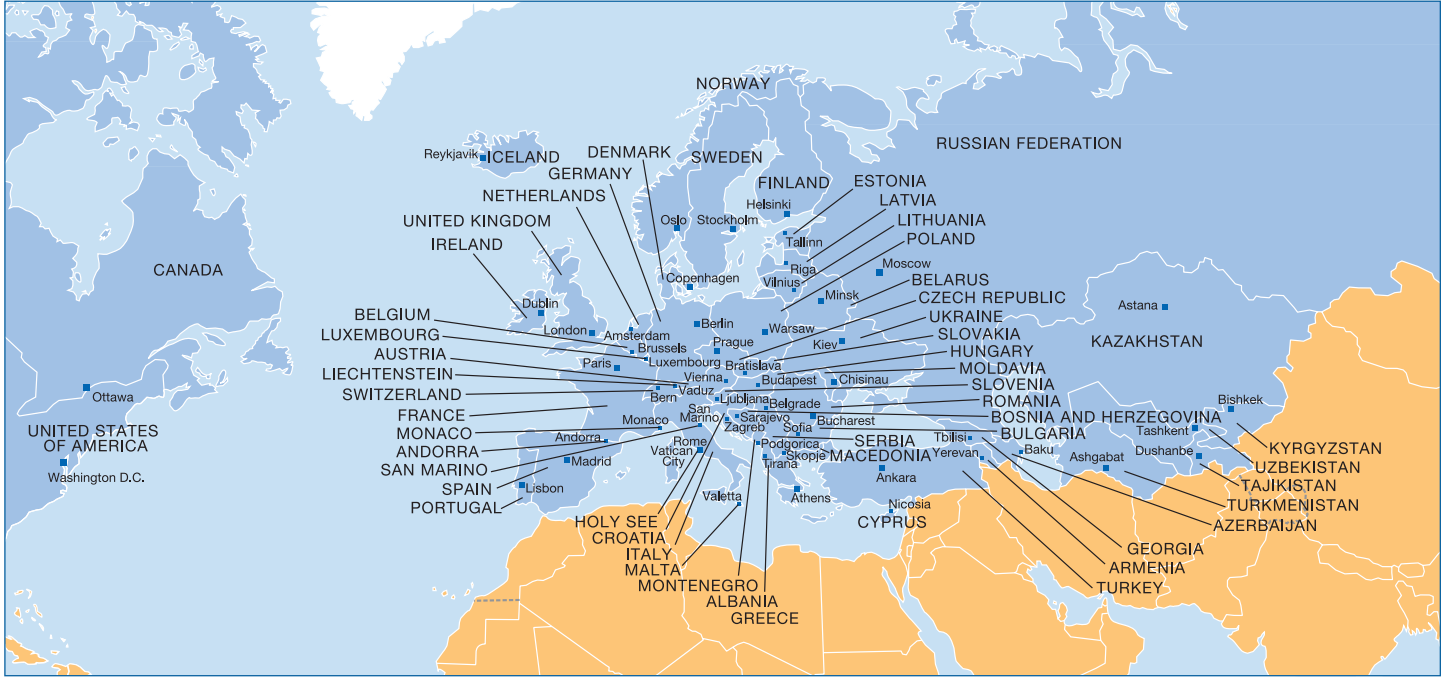 NORWAY
RUSSIAN FEDERATION
Reykjavik
ICELAND
DENMARK
SWEDEN
GERMANY
FINLAND
ESTONIA
NETHERLANDS
Helsinki
LATVIA
UNITED KINGDOM
Oslo
Stockholm
LITHUANIA
IRELAND
Tallinn
POLAND
CANADA
Riga
Moscow
Copenhagen
Vilnius
BELARUS
Dublin
Minsk
CZECH REPUBLIC
Astana
BELGIUM
UKRAINE
London
Amsterdam
Berlin
Warsaw
LUXEMBOURG
SLOVAKIA
Brussels
Prague
Kiev
KAZAKHSTAN
AUSTRIA
Paris
Luxembourg
Bratislava
HUNGARY
LIECHTENSTEIN
Vienna
MOLDAVIA
Budapest
Chisinau
SWITZERLAND
Vaduz
SLOVENIA
Ottawa
Bern
Ljubljana
Belgrade
ROMANIA
FRANCE
San
Marino
Sarajevo
BOSNIA AND HERZEGOVINA
Bishkek
UNITED STATES
OF AMERICA
MONACO
Monaco
Zagreb
Bucharest
Sofia
BULGARIA
Tashkent
ANDORRA
Andorra
Rome
Podgorica
SERBIA
Tbilisi
KYRGYZSTAN
Vatican
City
Skopje
MACEDONIA
Yerevan
Baku
Ashgabat
Dushanbe
SAN MARINO
Madrid
Tirana
UZBEKISTAN
Washington D.C.
Ankara
TAJIKISTAN
SPAIN
Lisbon
Valetta
Athens
PORTUGAL
Nicosia
TURKMENISTAN
HOLY SEE
CYPRUS
AZERBAIJAN
CROATIA
ITALY
GEORGIA
MALTA
ARMENIA
MONTENEGRO
TURKEY
ALBANIA
GREECE